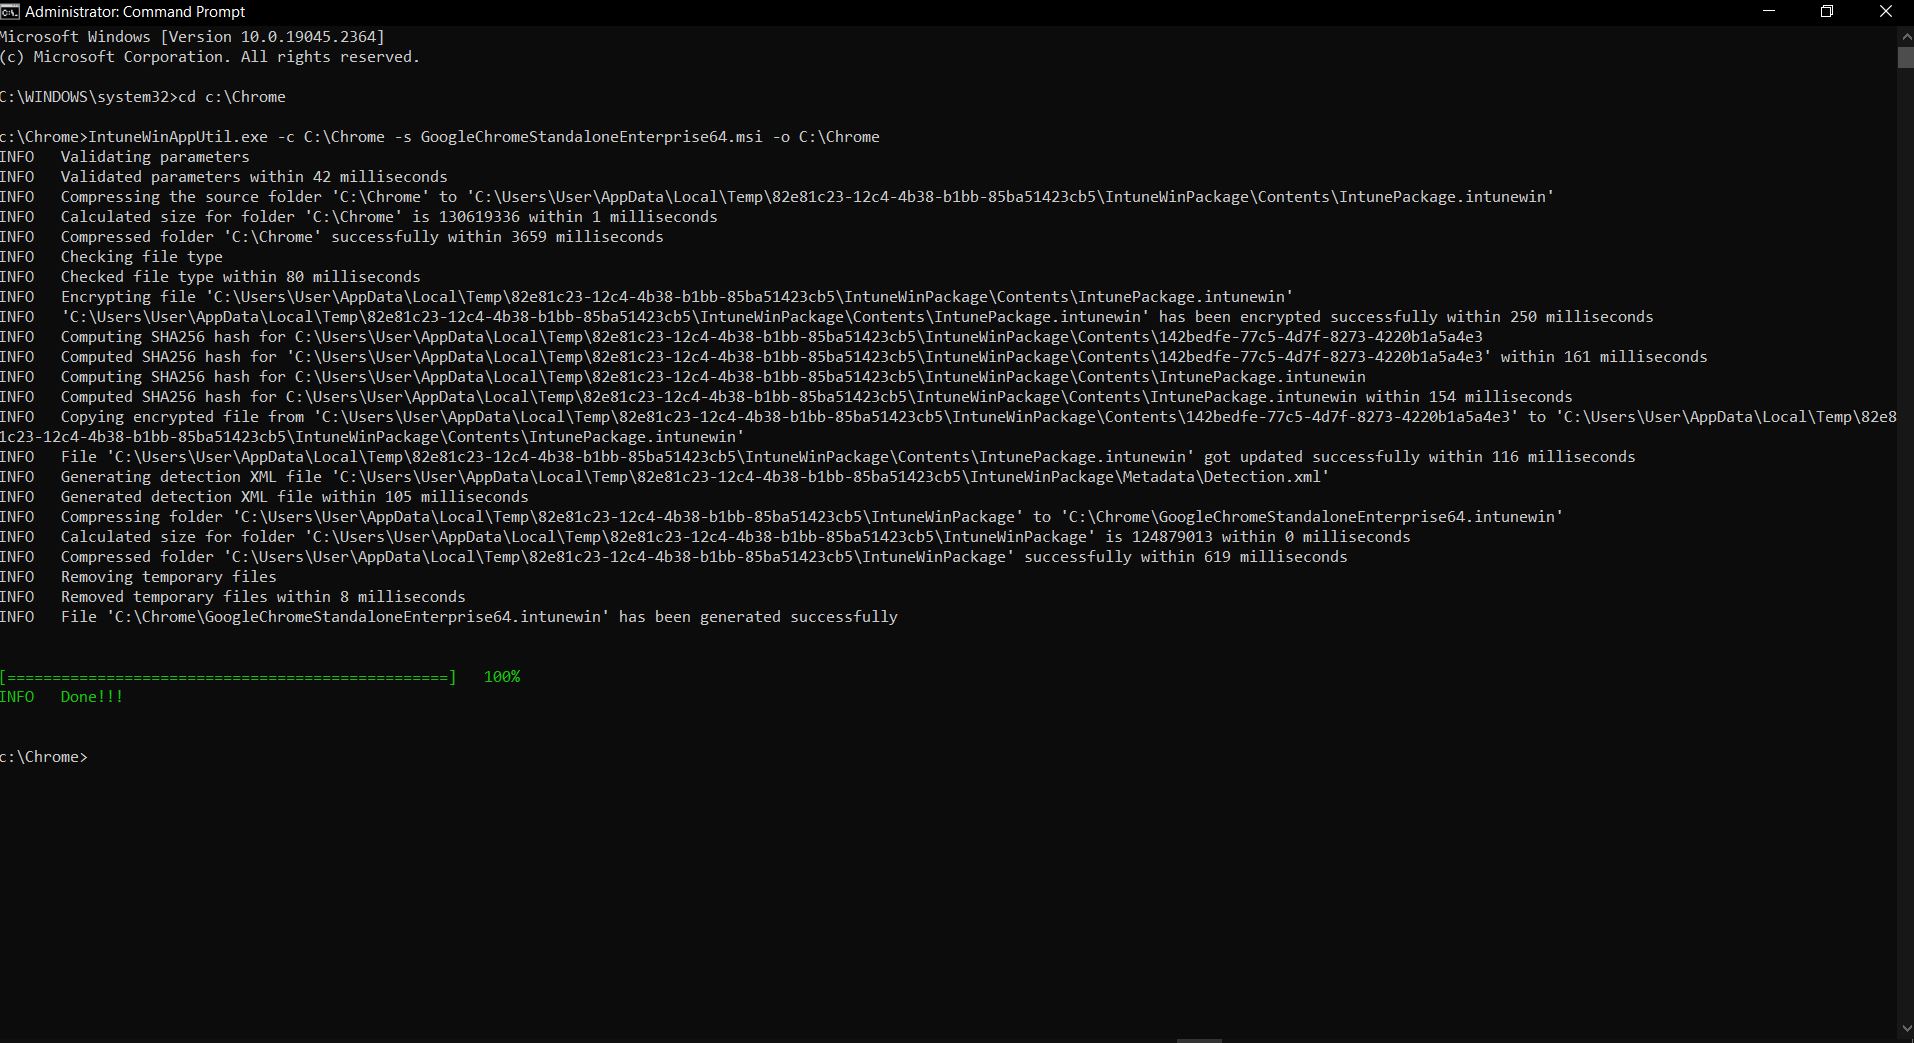 Administrator: Command Prompt
Microsoft Windows [Version 10.0.19045.2364]
(c) Microsoft Corporation. All rights reserved.
C:\WINDOWS\system32>cd c:\Chrome
c:\Chrome>IntuneWinAppUtil.exe -c C:\Chrome -s GoogleChromeStandaloneEnterprise64.msi -o C:\Chrome
INFO   Validating parameters
INFO   Validated parameters within 42 milliseconds
INFO   Compressing the source folder 'C:\Chrome' to 'C:\Users\User\AppData\Local\Temp\82e81c23-12c4-4b38-b1bb-85ba51423cb5\IntuneWinPackage\Contents\IntunePackage.intunewin'
INFO   Calculated size for folder 'C:\Chrome' is 130619336 within 1 milliseconds
INFO   Compressed folder 'C:\Chrome' successfully within 3659 milliseconds
INFO   Checking file type
INFO   Checked file type within 80 milliseconds
INFO   Encrypting file 'C:\Users\User\AppData\Local\Temp\82e81c23-12c4-4b38-b1bb-85ba51423cb5\IntuneWinPackage\Contents\IntunePackage.intunewin'
INFO   'C:\Users\User\AppData\Local\Temp\82e81c23-12c4-4b38-b1bb-85ba51423cb5\IntuneWinPackage\Contents\IntunePackage.intunewin' has been encrypted successfully within 250 milliseconds
INFO   Computing SHA256 hash for C:\Users\User\AppData\Local\Temp\82e81c23-12c4-4b38-b1bb-85ba51423cb5\IntuneWinPackage\Contents\142bedfe-77c5-4d7f-8273-4220b1a5a4e3
INFO   Computed SHA256 hash for 'C:\Users\User\AppData\Local\Temp\82e81c23-12c4-4b38-b1bb-85ba51423cb5\IntuneWinPackage\Contents\142bedfe-77c5-4d7f-8273-4220b1a5a4e3' within 161 milliseconds
INFO   Computing SHA256 hash for C:\Users\User\AppData\Local\Temp\82e81c23-12c4-4b38-b1bb-85ba51423cb5\IntuneWinPackage\Contents\IntunePackage.intunewin
INFO   Computed SHA256 hash for C:\Users\User\AppData\Local\Temp\82e81c23-12c4-4b38-b1bb-85ba51423cb5\IntuneWinPackage\Contents\IntunePackage.intunewin within 154 milliseconds
INFO   Copying encrypted file from 'C:\Users\User\AppData\Local\Temp\82e81c23-12c4-4b38-b1bb-85ba51423cb5\IntuneWinPackage\Contents\142bedfe-77c5-4d7f-8273-4220b1a5a4e3' to 'C:\Users\User\AppData\Local\Temp\82e8
1c23-12c4-4b38-b1bb-85ba51423cb5\IntuneWinPackage\Contents\IntunePackage.intunewin'
INFO   File 'C:\Users\User\AppData\Local\Temp\82e81c23-12c4-4b38-b1bb-85ba51423cb5\IntuneWinPackage\Contents\IntunePackage.intunewin' got updated successfully within 116 milliseconds
INFO   Generating detection XML file 'C:\Users\User\AppData\Local\Temp\82e81c23-12c4-4b38-b1bb-85ba51423cb5\IntuneWinPackage\Metadata\Detection.xml'
INFO   Generated detection XML file within 105 milliseconds
INFO   Compressing folder 'C:\Users\User\AppData\Local\Temp\82e81c23-12c4-4b38-b1bb-85ba51423cb5\IntuneWinPackage' to 'C:\Chrome\GoogleChromeStandaloneEnterprise64.intunewin'
INFO   Calculated size for folder 'C:\Users\User\AppData\Local\Temp\82e81c23-12c4-4b38-b1bb-85ba51423cb5\IntuneWinPackage' is 124879013 within 0 milliseconds
INFO   Compressed folder 'C:\Users\User\AppData\Local\Temp\82e81c23-12c4-4b38-b1bb-85ba51423cb5\IntuneWinPackage' successfully within 619 milliseconds
INFO   Removing temporary files
INFO   Removed temporary files within 8 milliseconds
INFO   File 'C:\Chrome\GoogleChromeStandaloneEnterprise64.intunewin' has been generated successfully
[=================================================]   100%
INFO   Done!!!
c:\Chrome>